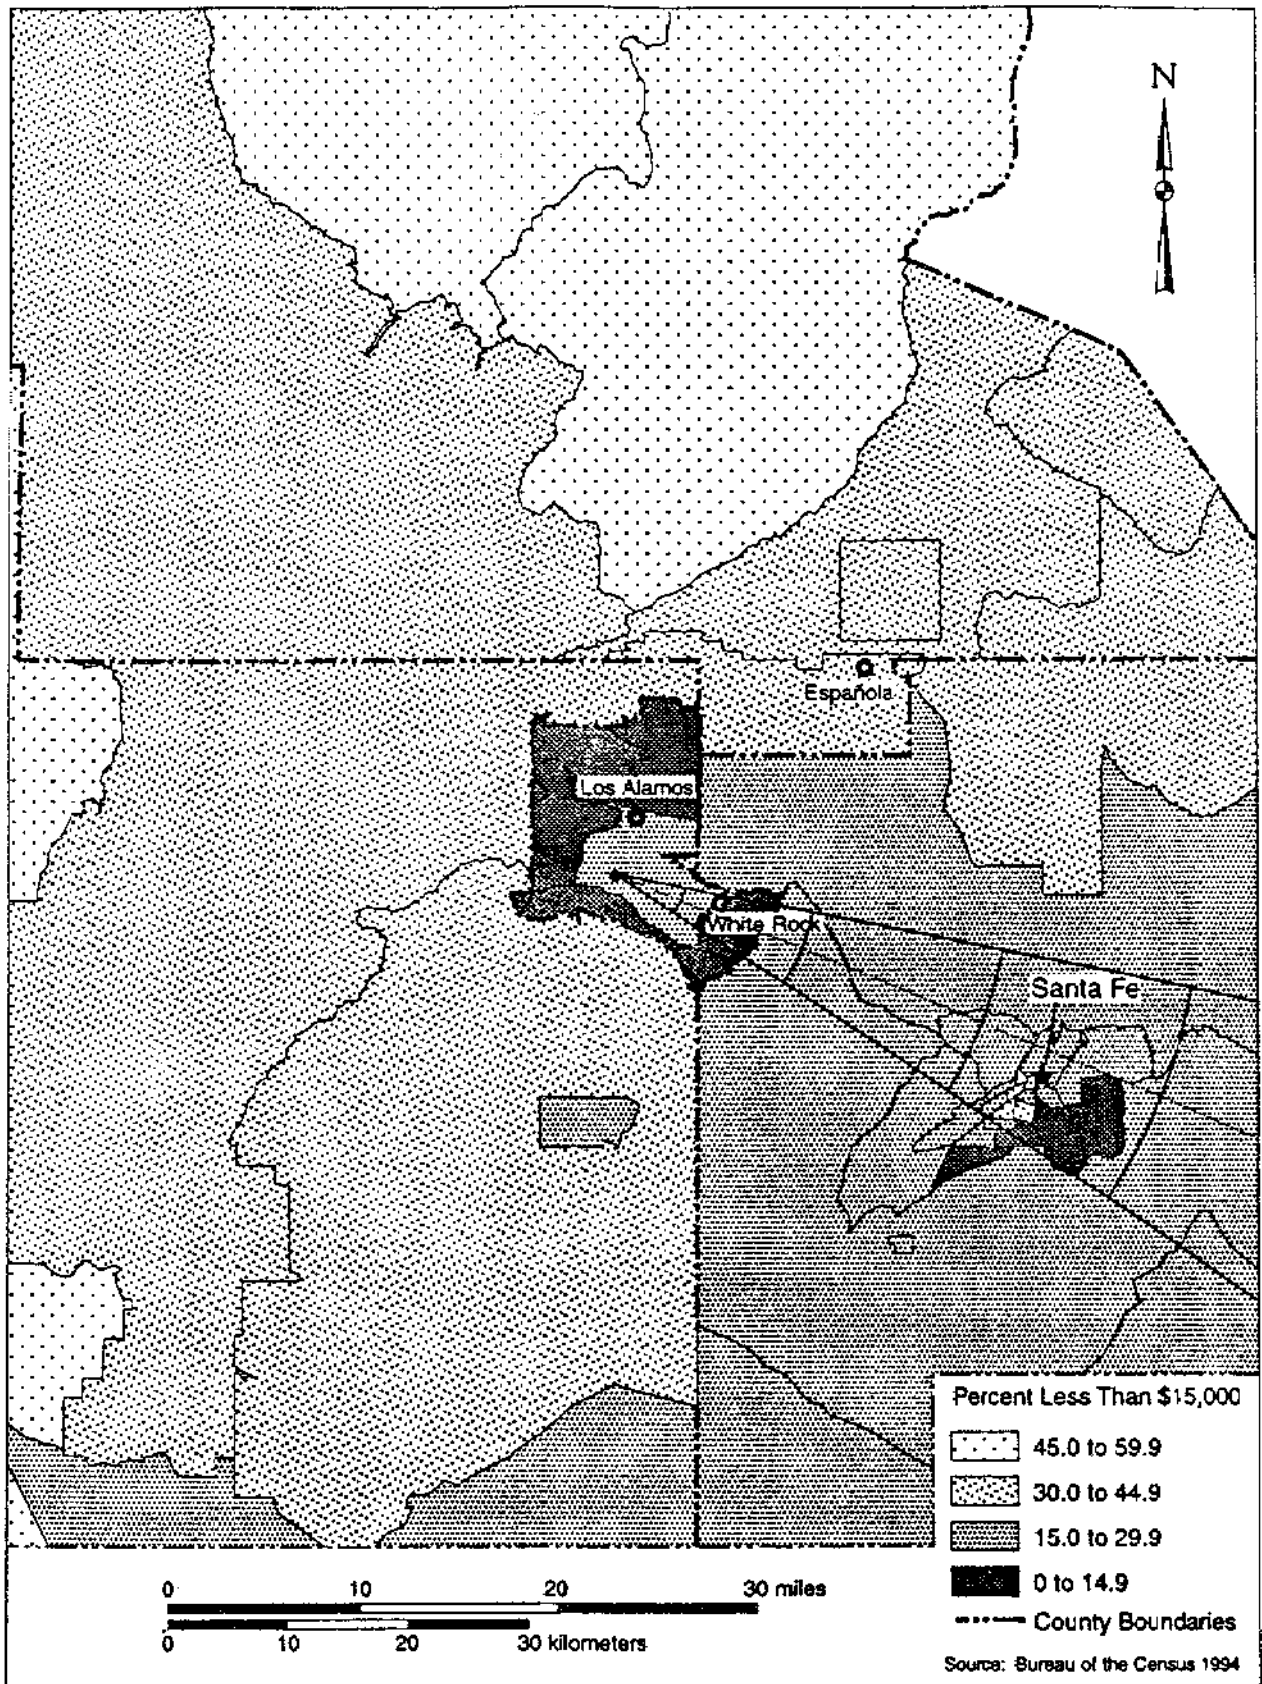 N
Española
Los Alamos
White Rock
Santa Fe
Percent Less Than $15,000
45.0 to 59.9
30.0 to 44.9
15.0 to 29.9
0 to 14.9
County Boundaries
Source: Bureau of the Census 1994
0 10 20 30 miles
0 10 20 30 kilometers